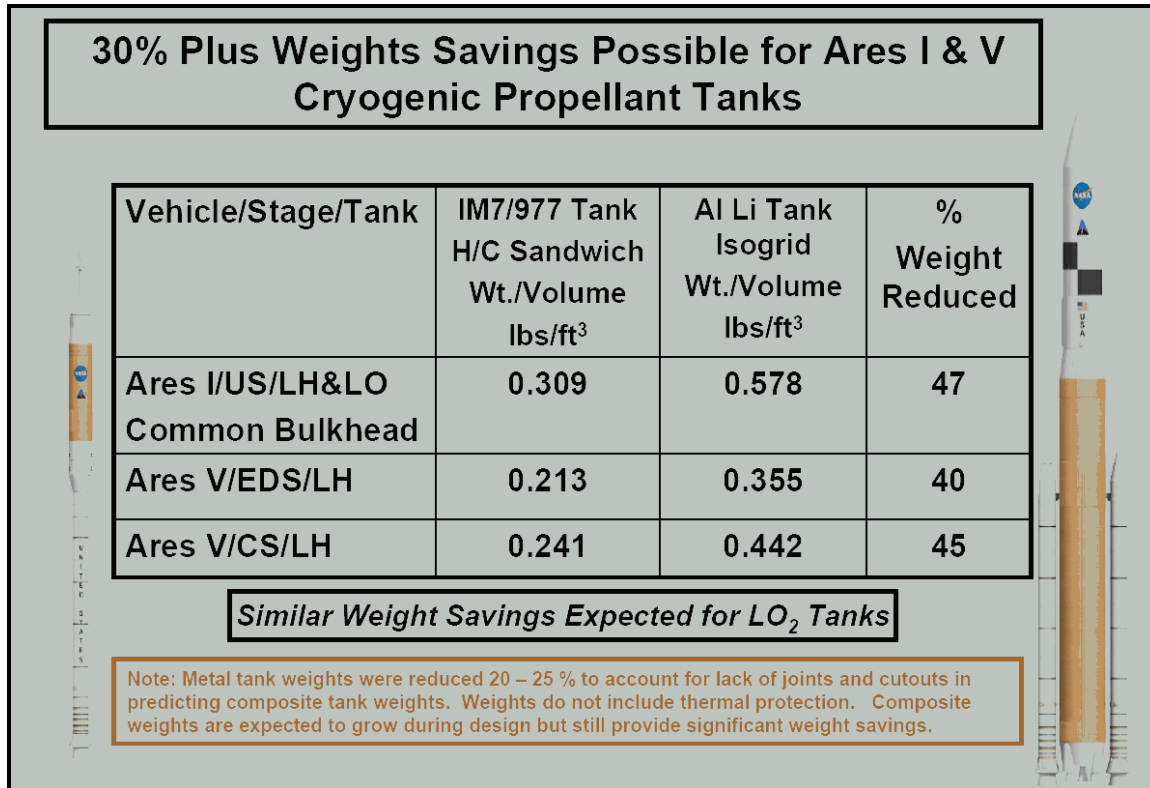 30% Plus Weights Savings Possible for Ares I & V
Cryogenic Propellant Tanks
Vehicle/Stage/Tank
IM7/977 Tank
H/C Sandwich
Wt./Volume
lbs/ft³
Al Li Tank
Isogrid
Wt./Volume
lbs/ft³
%
Weight
Reduced
Ares I/US/LH&LO
Common Bulkhead
0.309
0.578
47
Ares V/EDS/LH
0.213
0.355
40
Ares V/CS/LH
0.241
0.442
45
Similar Weight Savings Expected for LO₂ Tanks
Note: Metal tank weights were reduced 20 – 25 % to account for lack of joints and cutouts in
predicting composite tank weights.  Weights do not include thermal protection.   Composite
weights are expected to grow during design but still provide significant weight savings.
UNITED STATES
NASA
USA